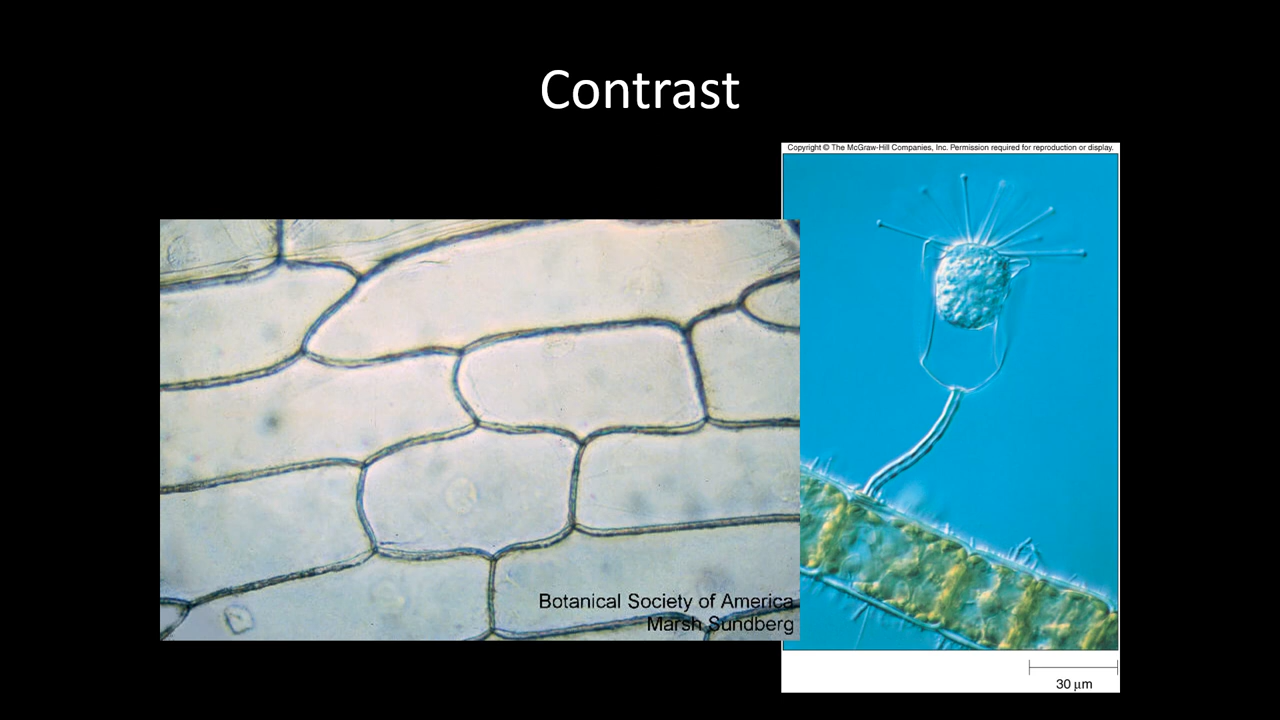 Contrast
Copyright © The McGraw-Hill Companies, Inc. Permission required for reproduction or display.
Botanical Society of America
Marsh Sundberg
30 µm